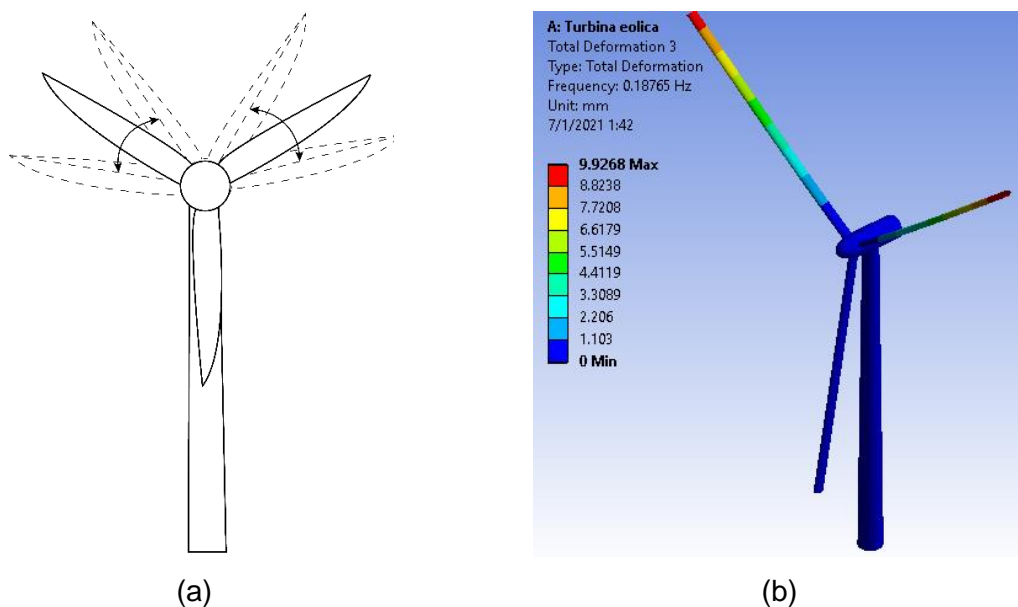 A: Turbina eolica
Total Deformation 3
Type: Total Deformation
Frequency: 0.18765 Hz
Unit: mm
7/1/2021 1:42
9.9268 Max
8.8238
7.7208
6.6179
5.5149
4.4119
3.3089
2.206
1.103
0 Min
(a)
(b)